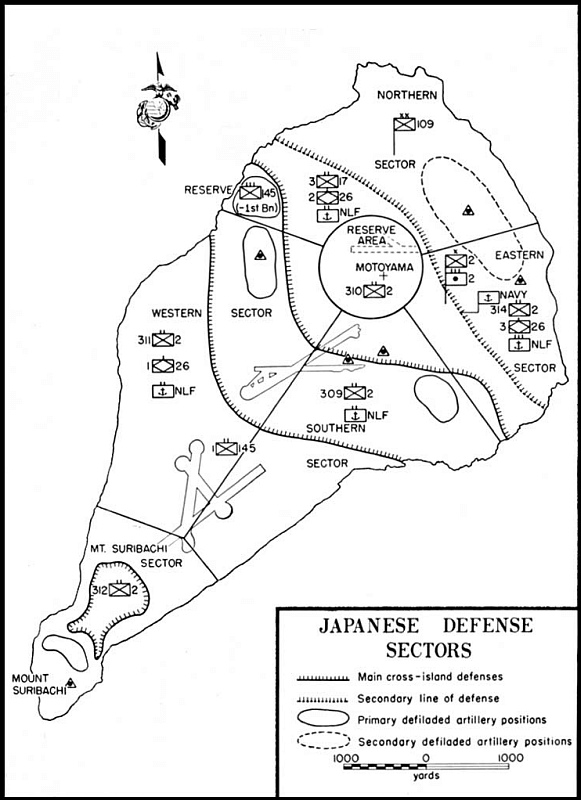 NORTHERN
109
SECTOR
RESERVE
145
(-1st Bn)
3 17
2 26
NLF
RESERVE
AREA
MOTOYAMA
310 2
2
2
EASTERN
NAVY
314 2
3 26
NLF
SECTOR
WESTERN
SECTOR
311 2
1 26
NLF
309 2
NLF
SOUTHERN
SECTOR
1 145
MT. SURIBACHI
SECTOR
312 2
MOUNT
SURIBACHI
JAPANESE DEFENSE
SECTORS
Main cross-island defenses
Secondary line of defense
Primary defiladed artillery positions
Secondary defiladed artillery positions
1000 0 1000
yards